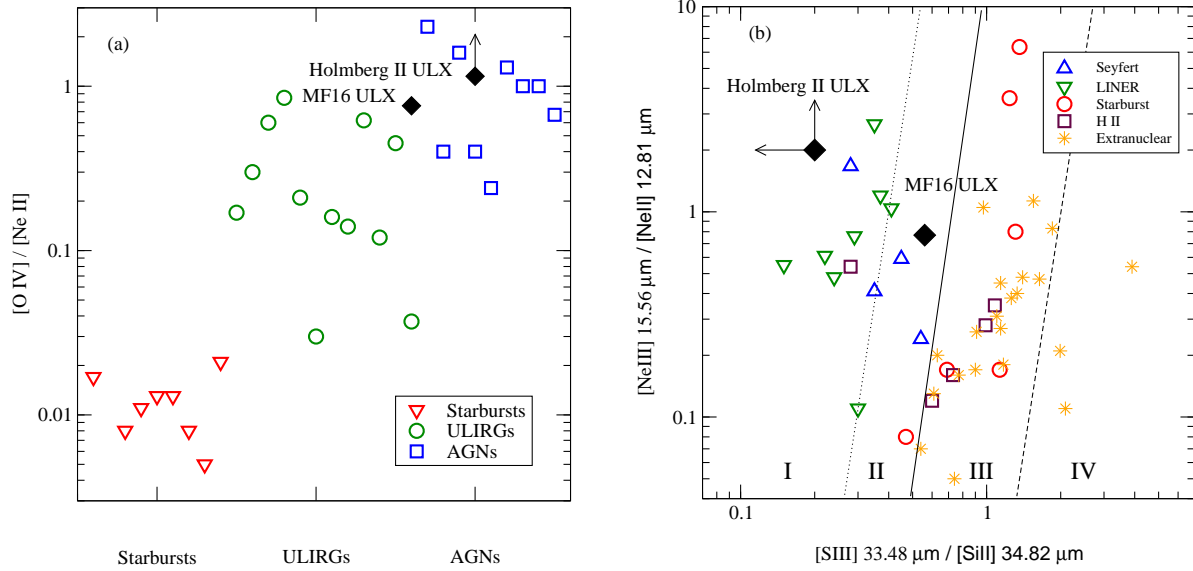 (a)
1
0.1
0.01
[O IV] / [Ne II]
Holmberg II ULX
MF16 ULX
Starbursts
ULIRGs
AGNs
Starbursts
ULIRGs
AGNs
(b)
10
1
0.1
[NeIII] 15.56 μm / [NeII] 12.81 μm
Holmberg II ULX
MF16 ULX
Seyfert
LINER
Starburst
H II
Extranuclear
I
II
III
IV
0.1
1
[SIII] 33.48 μm / [SiII] 34.82 μm